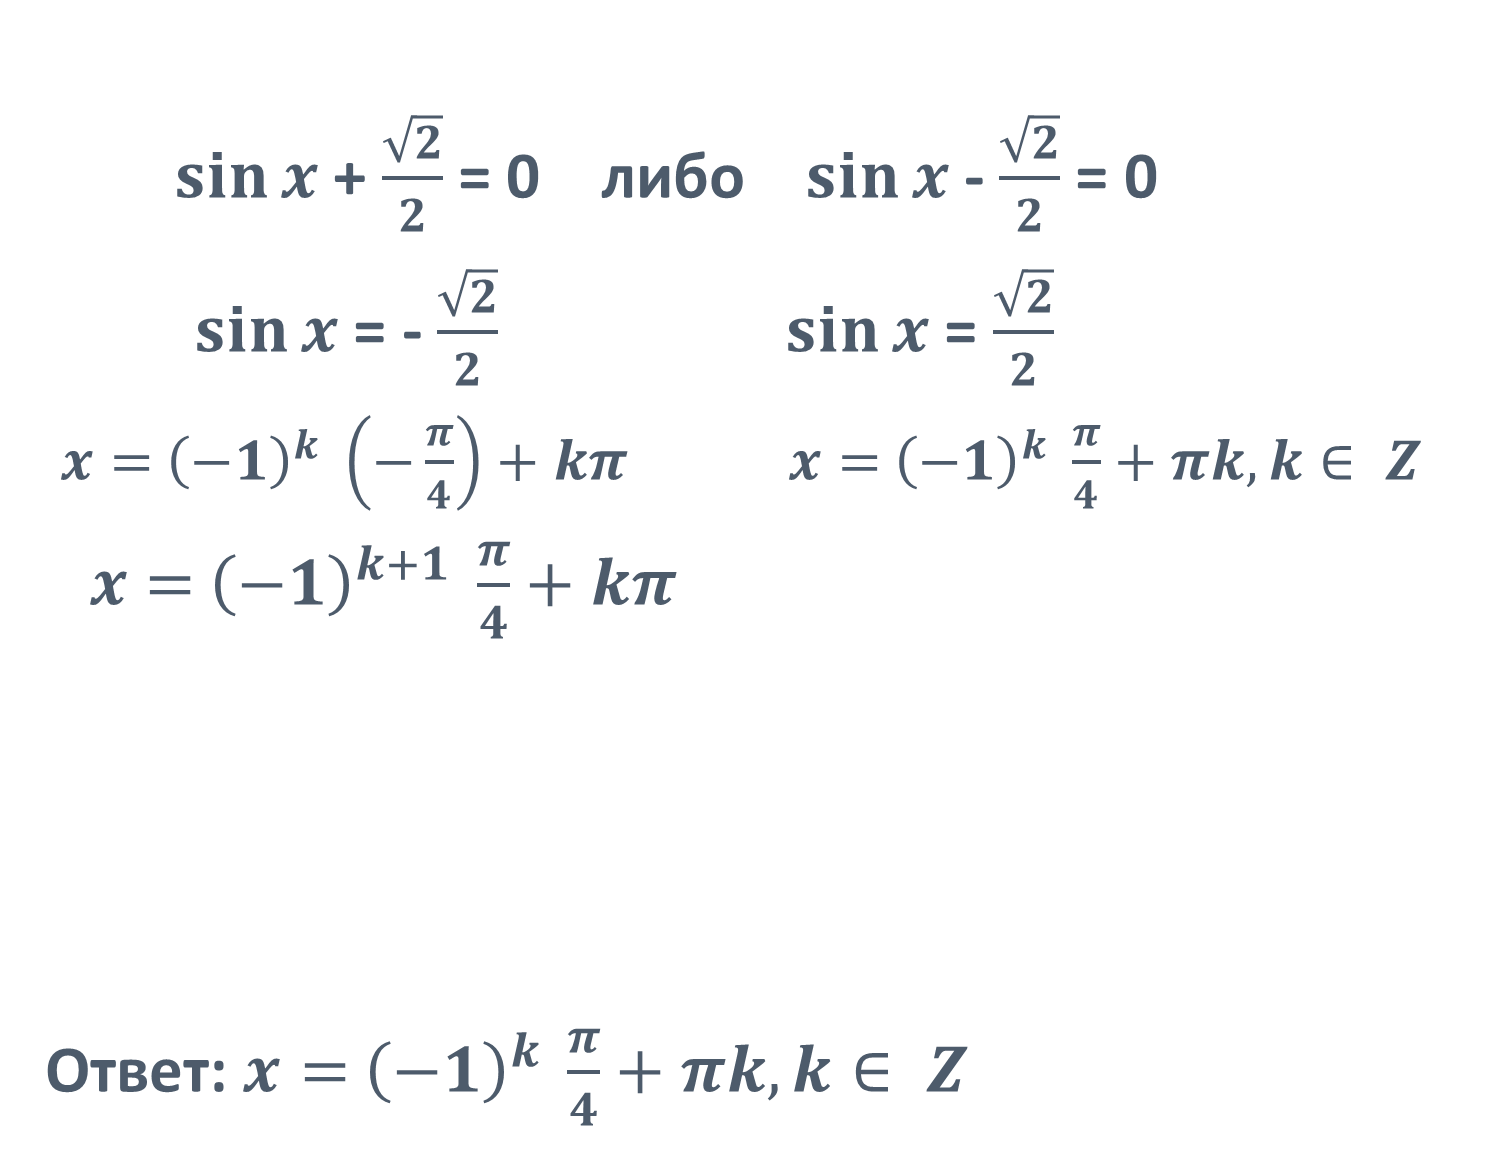 sin x + √2/2 = 0 либо sin x - √2/2 = 0
sin x = - √2/2 sin x = √2/2
x = (−1)^k (−π/4) + kπ x = (−1)^k π/4 + πk, k ∈ Z
x = (−1)^(k+1) π/4 + kπ
Ответ: x = (−1)^k π/4 + πk, k ∈ Z